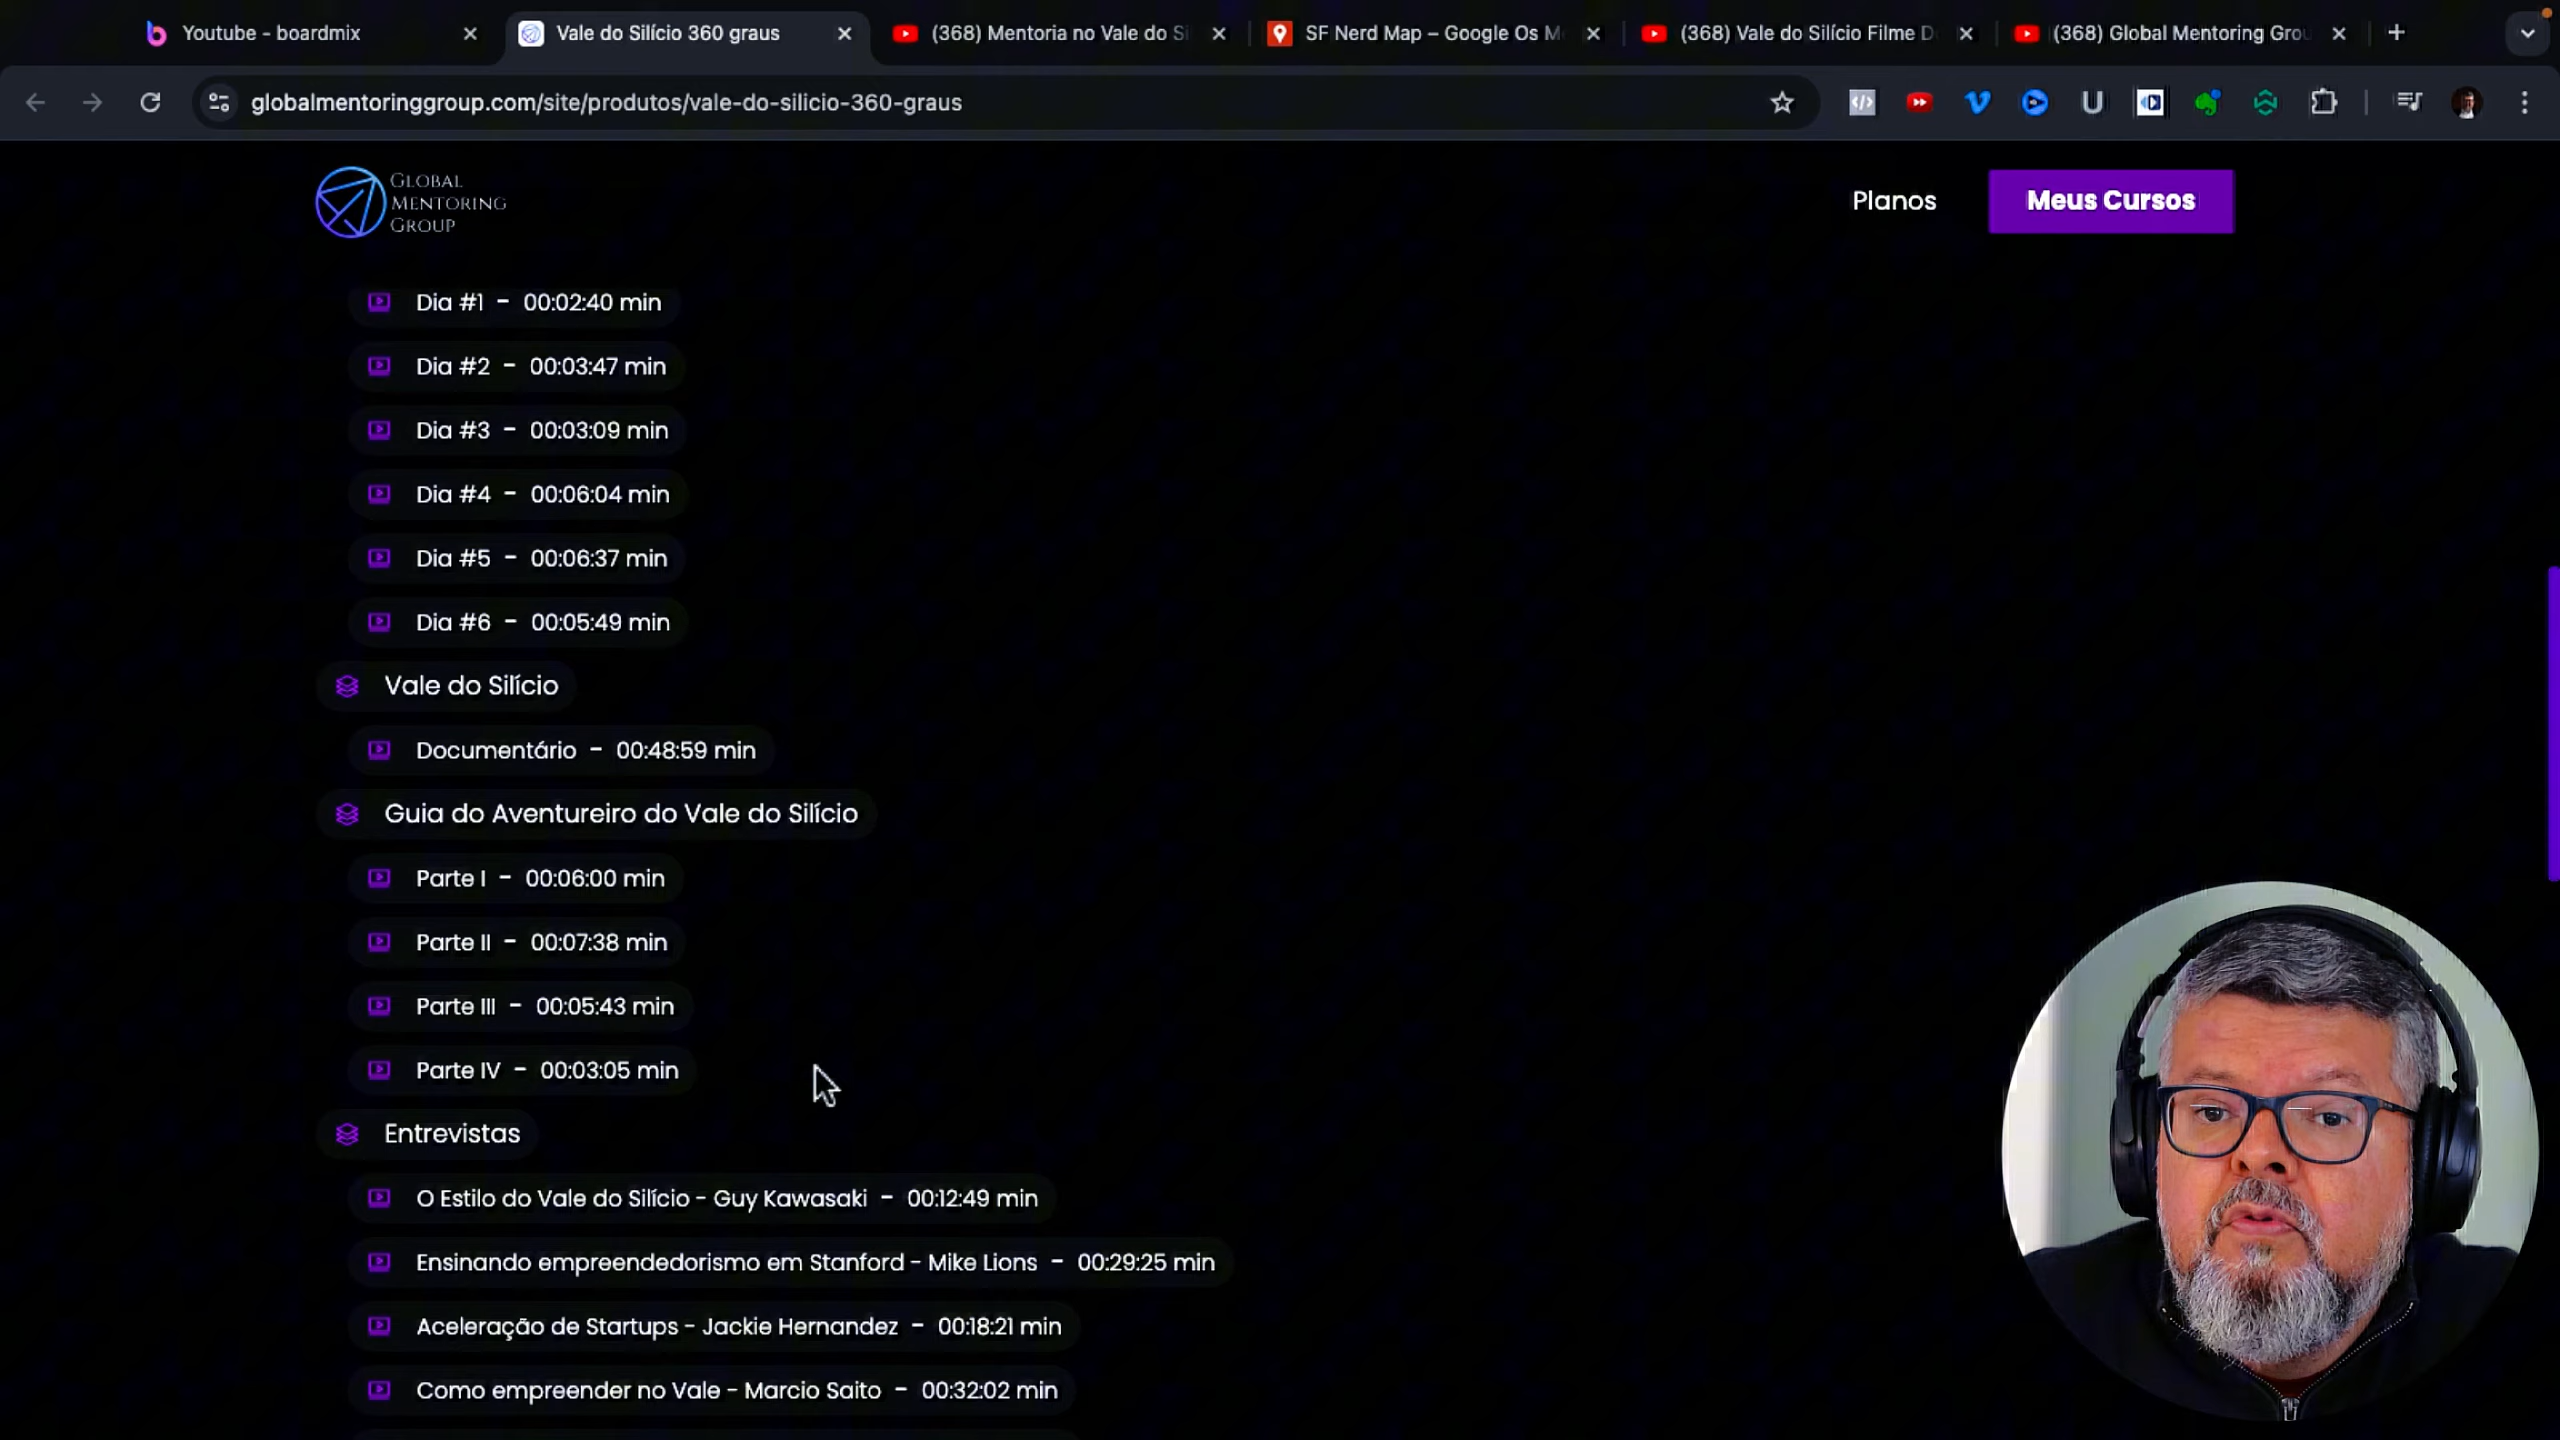 Youtube - boardmix
Vale do Silício 360 graus
(368) Mentoria no Vale do Si
SF Nerd Map – Google Os M
(368) Vale do Silício Filme D
(368) Global Mentoring Grou
globalmentoringgroup.com/site/produtos/vale-do-silicio-360-graus
GLOBAL
MENTORING
GROUP
Planos
Meus Cursos
Dia #1 - 00:02:40 min
Dia #2 - 00:03:47 min
Dia #3 - 00:03:09 min
Dia #4 - 00:06:04 min
Dia #5 - 00:06:37 min
Dia #6 - 00:05:49 min
Vale do Silício
Documentário - 00:48:59 min
Guia do Aventureiro do Vale do Silício
Parte I - 00:06:00 min
Parte II - 00:07:38 min
Parte III - 00:05:43 min
Parte IV - 00:03:05 min
Entrevistas
O Estilo do Vale do Silício - Guy Kawasaki - 00:12:49 min
Ensinando empreendedorismo em Stanford - Mike Lions - 00:29:25 min
Aceleração de Startups - Jackie Hernandez - 00:18:21 min
Como empreender no Vale - Marcio Saito - 00:32:02 min